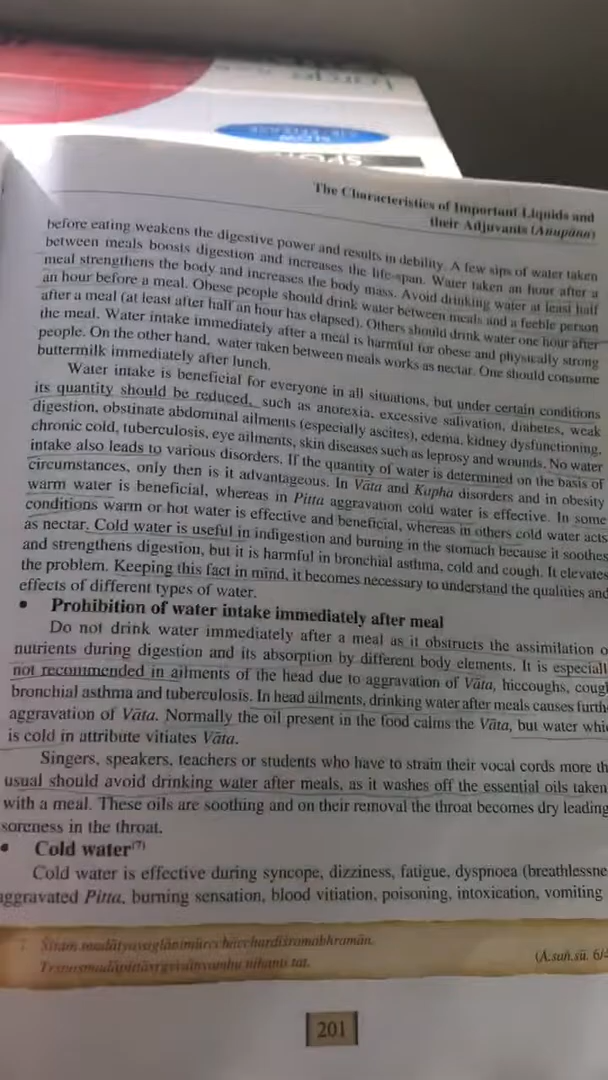 The Characteristics of Important Liquids and
their Adjuvants (Anupāna)
before eating weakens the digestive power and results in debility. A few sips of water taken
between meals boosts digestion and increases the life-span. Water taken an hour after a
meal strengthens the body and increases the body mass. Avoid drinking water at least half
an hour before a meal. Obese people should drink water between meals and a feeble person
after a meal (at least after half an hour has elapsed). Others should drink water one hour after
the meal. Water intake immediately after a meal is harmful for obese and physically strong
people. On the other hand, water taken between meals works as nectar. One should consume
buttermilk immediately after lunch.
Water intake is beneficial for everyone in all situations, but under certain conditions
its quantity should be reduced, such as anorexia, excessive salivation, diabetes, weak
digestion, obstinate abdominal ailments (especially ascites), edema, kidney dysfunctioning,
chronic cold, tuberculosis, eye ailments, skin diseases such as leprosy and wounds. No water
intake also leads to various disorders. If the quantity of water is determined on the basis of
circumstances, only then is it advantageous. In Vāta and Kapha disorders and in obesity
warm water is beneficial, whereas in Pitta aggravation cold water is effective. In some
conditions warm or hot water is effective and beneficial, whereas in others cold water acts
as nectar. Cold water is useful in indigestion and burning in the stomach because it soothes
and strengthens digestion, but it is harmful in bronchial asthma, cold and cough. It elevates
the problem. Keeping this fact in mind, it becomes necessary to understand the qualities and
effects of different types of water.
• Prohibition of water intake immediately after meal
Do not drink water immediately after a meal as it obstructs the assimilation o
nutrients during digestion and its absorption by different body elements. It is especiall
not recommended in ailments of the head due to aggravation of Vāta, hiccoughs, coug
bronchial asthma and tuberculosis. In head ailments, drinking water after meals causes furth
aggravation of Vāta. Normally the oil present in the food calms the Vāta, but water whi
is cold in attribute vitiates Vāta.
Singers, speakers, teachers or students who have to strain their vocal cords more th
usual should avoid drinking water after meals, as it washes off the essential oils taken
with a meal. These oils are soothing and on their removal the throat becomes dry leading
soreness in the throat.
• Cold water(7)
Cold water is effective during syncope, dizziness, fatigue, dyspnoea (breathlessne
aggravated Pitta, burning sensation, blood vitiation, poisoning, intoxication, vomiting
7.
nihanti tat.
(A.saṅ.sū. 6/4
201